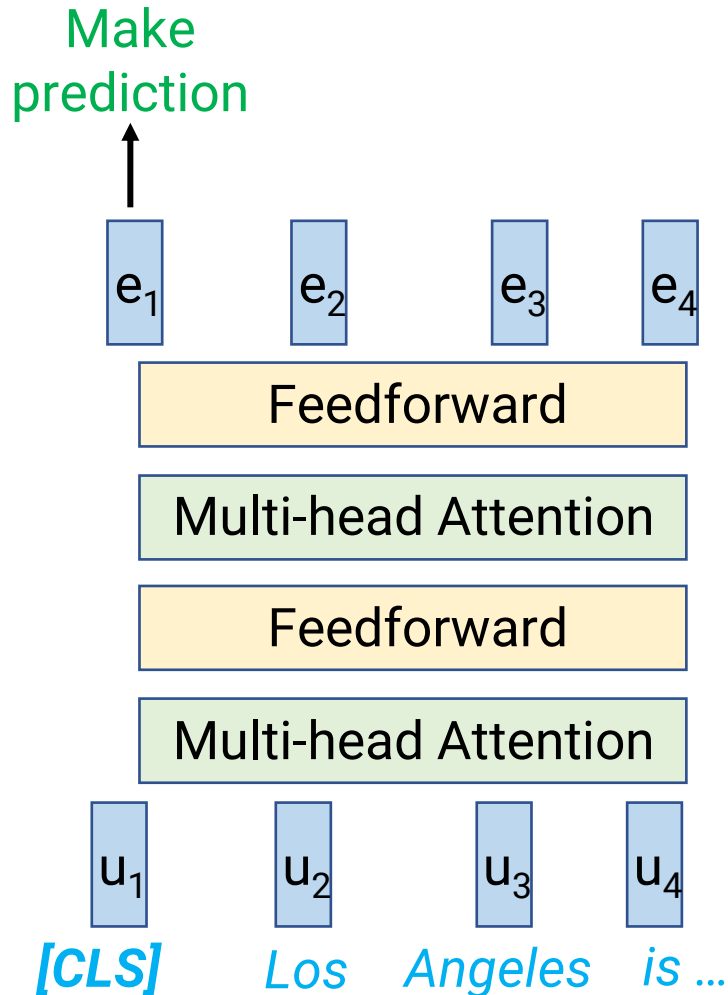 Make
prediction
e1 e2 e3 e4
Feedforward
Multi-head Attention
Feedforward
Multi-head Attention
u1 u2 u3 u4
[CLS] Los Angeles is ...